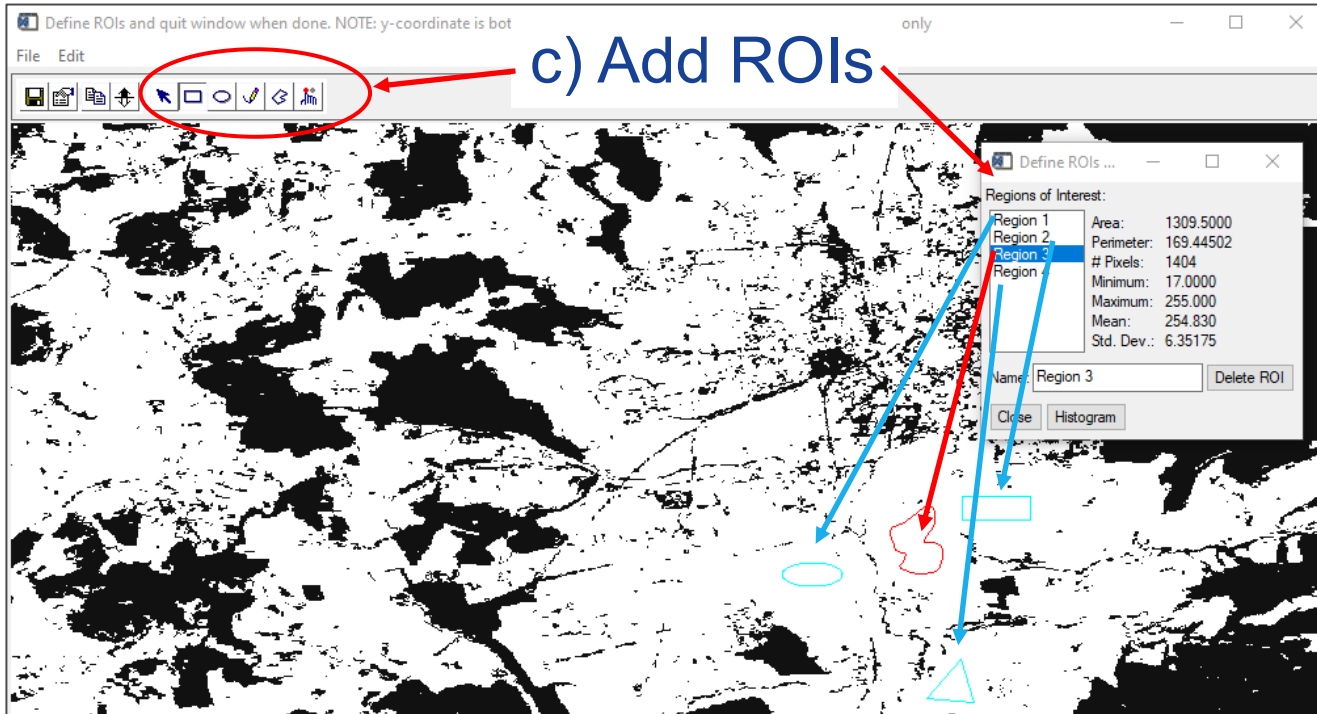 Define ROIs and quit window when done. NOTE: y-coordinate is bot only
File Edit
c) Add ROIs
Define ROIs ...
Regions of Interest:
Region 1
Region 2
Region 3
Region 4
Area: 1309.5000
Perimeter: 169.44502
# Pixels: 1404
Minimum: 17.0000
Maximum: 255.000
Mean: 254.830
Std. Dev.: 6.35175
Name: Region 3
Delete ROI
Close Histogram